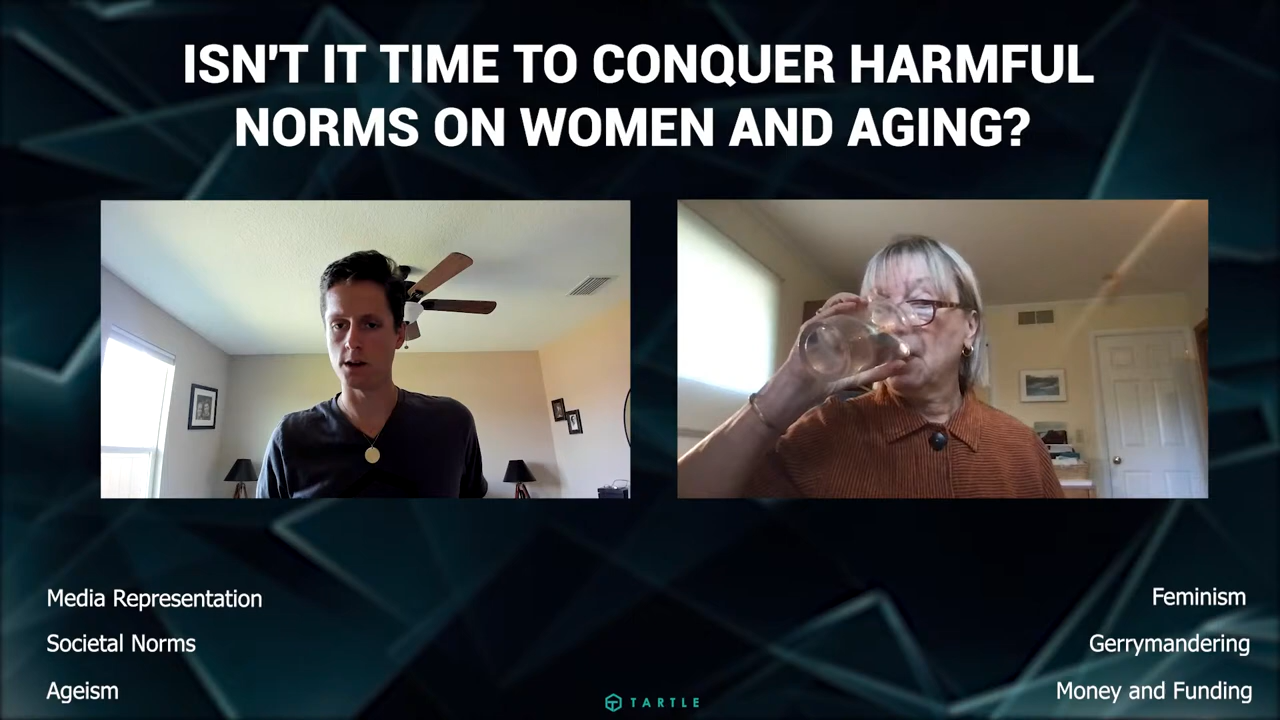 ISN'T IT TIME TO CONQUER HARMFUL
NORMS ON WOMEN AND AGING?
Media Representation
Societal Norms
Ageism
Feminism
Gerrymandering
Money and Funding
TARTLE